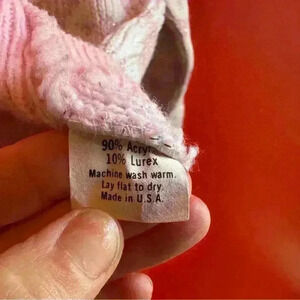 90% Acryl
10% Lurex
Machine wash warm.
Lay flat to dry.
Made in U.S.A.